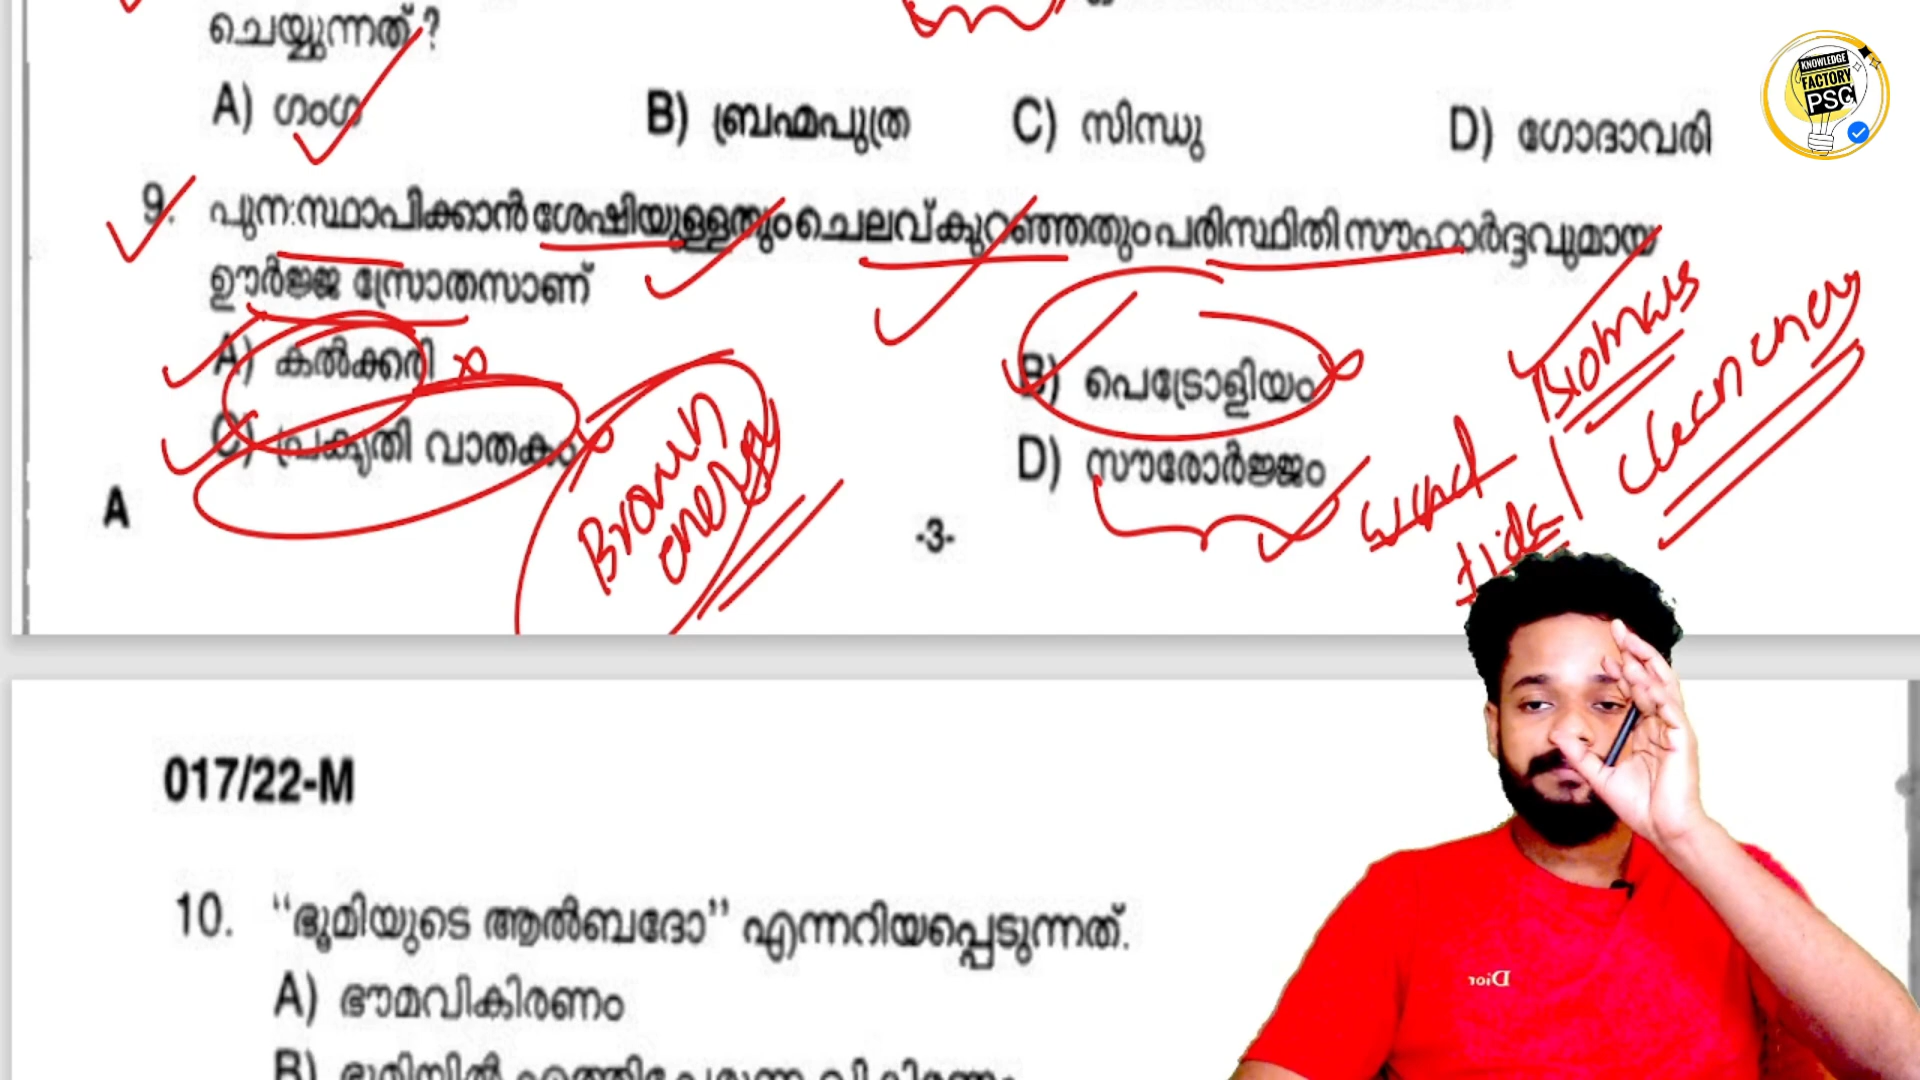 ചെയ്യുന്നത് ?
A) ഗംഗ B) ബ്രഹ്മപുത്ര C) സിന്ധു D) ഗോദാവരി
KNOWLEDGE
FACTORY
PSC
9. പുനഃസ്ഥാപിക്കാൻ ശേഷിയുള്ളതും ചെലവ് കുറഞ്ഞതും പരിസ്ഥിതി സൗഹാർദ്ദവുമായ
ഊർജ്ജ സ്രോതസാണ്
A) കൽക്കരി B) പെട്രോളിയം
C) പ്രകൃതി വാതകം D) സൗരോർജ്ജം
Brown
energy
Biomass
clean energy
tide
A -3-
017/22-M
10. “ഭൂമിയുടെ ആൽബദോ” എന്നറിയപ്പെടുന്നത്.
A) ഭൗമവികിരണം
B)
Dior